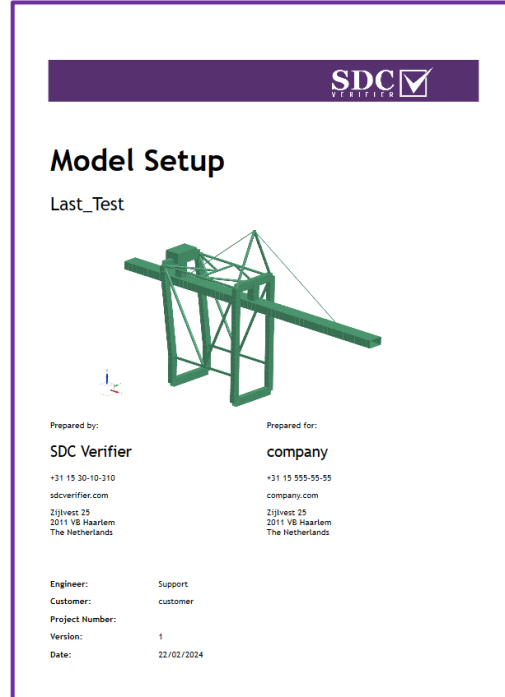 SDC
VERIFIER
Model Setup
Last_Test
Prepared by:
Prepared for:
SDC Verifier
company
+31 15 30-10-310
+31 15 555-55-55
sdcverifier.com
company.com
Zijlvest 25
2011 VB Haarlem
The Netherlands
Zijlvest 25
2011 VB Haarlem
The Netherlands
Engineer: Support
Customer: customer
Project Number:
Version: 1
Date: 22/02/2024